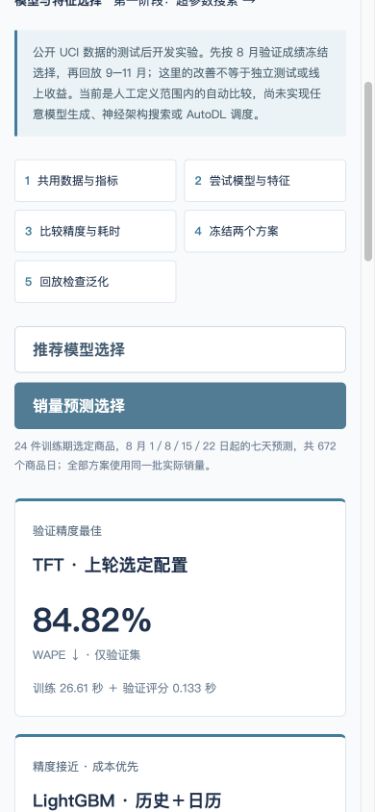 模型与特征选择 第一阶段：超参数搜索 →
公开 UCI 数据的测试后开发实验。先按 8 月验证成绩冻结
选择，再回放 9—11 月；这里的改善不等于独立测试或线
上收益。当前是人工定义范围内的自动比较，尚未实现任
意模型生成、神经架构搜索或 AutoDL 调度。
1 共用数据与指标
2 尝试模型与特征
3 比较精度与耗时
4 冻结两个方案
5 回放检查泛化
推荐模型选择
销量预测选择
24 件训练期选定商品，8 月 1 / 8 / 15 / 22 日起的七天预测，共 672
个商品日；全部方案使用同一批实际销量。
验证精度最佳
TFT · 上轮选定配置
84.82%
WAPE ↓ · 仅验证集
训练 26.61 秒 ＋ 验证评分 0.133 秒
精度接近 · 成本优先
LightGBM · 历史＋日历